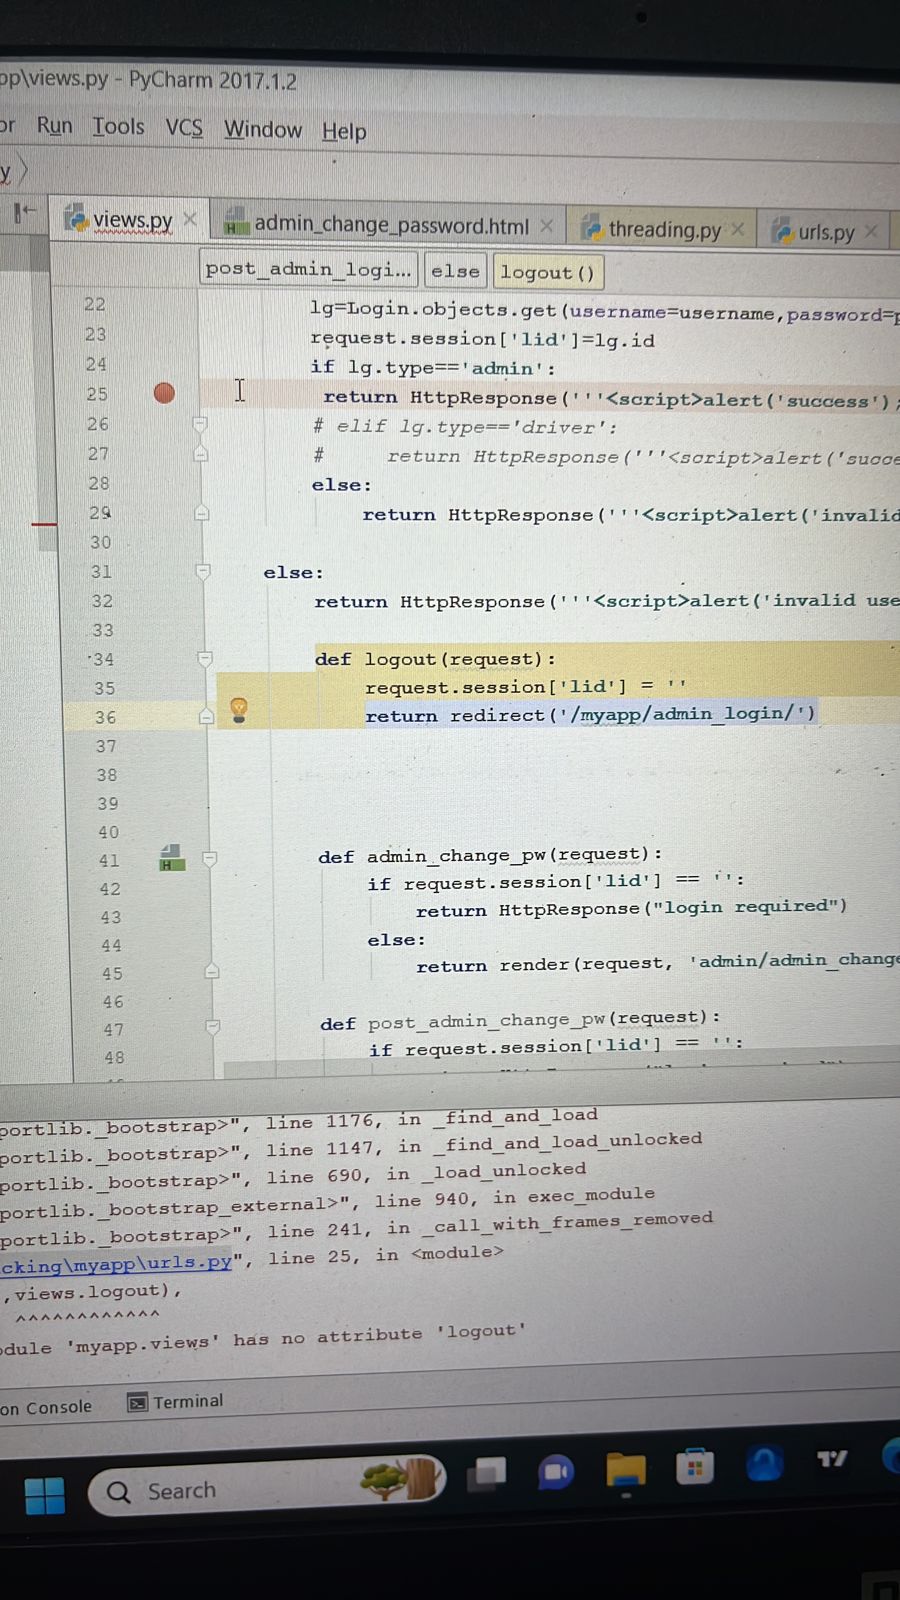 pp\views.py - PyCharm 2017.1.2
or Run Tools VCS Window Help
y
views.py admin_change_password.html threading.py urls.py
post_admin_logi... else logout()
22 lg=Login.objects.get(username=username,password=p
23 request.session['lid']=lg.id
24 if lg.type=='admin':
25 return HttpResponse('''<script>alert('success');
26 # elif lg.type=='driver':
27 # return HttpResponse('''<script>alert('succe
28 else:
29 return HttpResponse('''<script>alert('invalid
30
31 else:
32 return HttpResponse('''<script>alert('invalid use
33
34 def logout(request):
35 request.session['lid'] = ''
36 return redirect('/myapp/admin_login/')
37
38
39
40
41 def admin_change_pw(request):
42 if request.session['lid'] == '':
43 return HttpResponse("login required")
44 else:
45 return render(request, 'admin/admin_change
46
47 def post_admin_change_pw(request):
48 if request.session['lid'] == '':
portlib._bootstrap>", line 1176, in _find_and_load
portlib._bootstrap>", line 1147, in _find_and_load_unlocked
portlib._bootstrap>", line 690, in _load_unlocked
portlib._bootstrap_external>", line 940, in exec_module
portlib._bootstrap>", line 241, in _call_with_frames_removed
cking\myapp\urls.py", line 25, in <module>
,views.logout),
^^^^^^^^^^^^
odule 'myapp.views' has no attribute 'logout'
on Console Terminal
Search